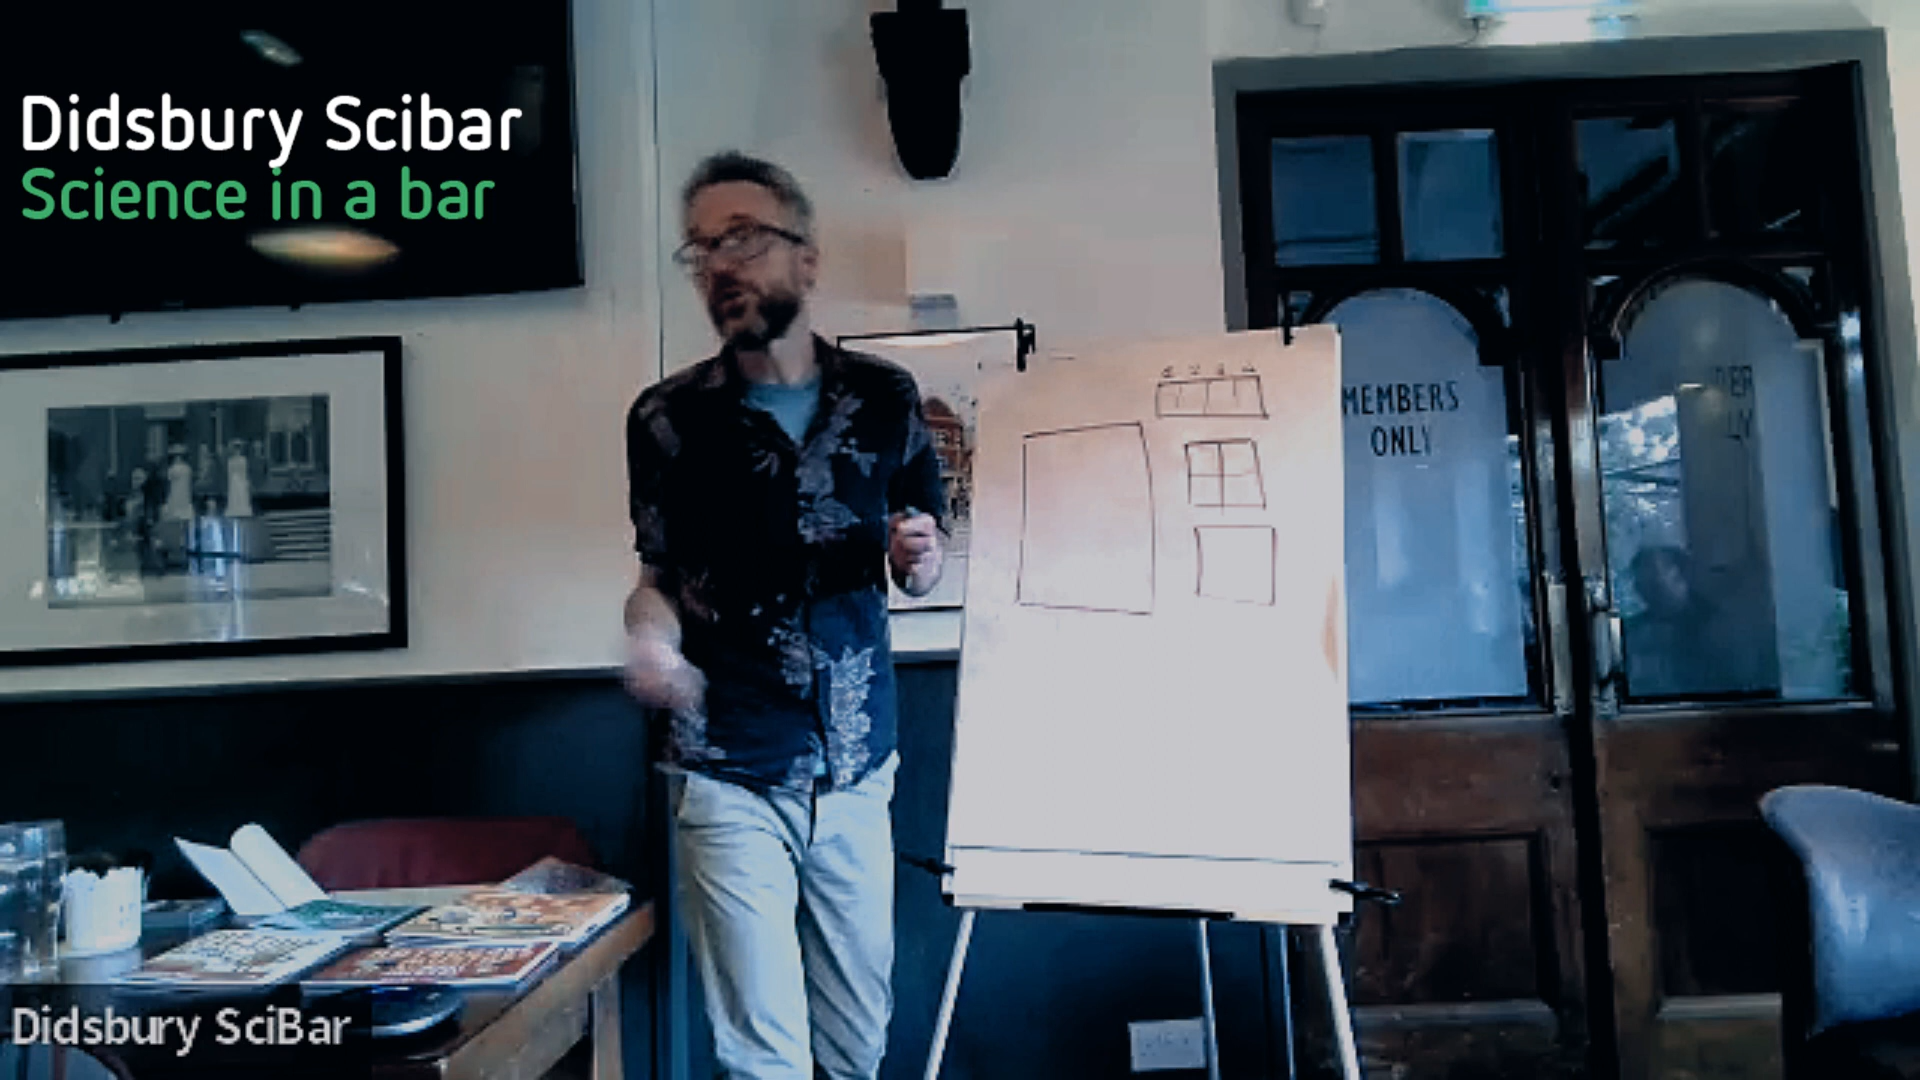 Didsbury Scibar
Science in a bar
MEMBERS
ONLY
Didsbury SciBar